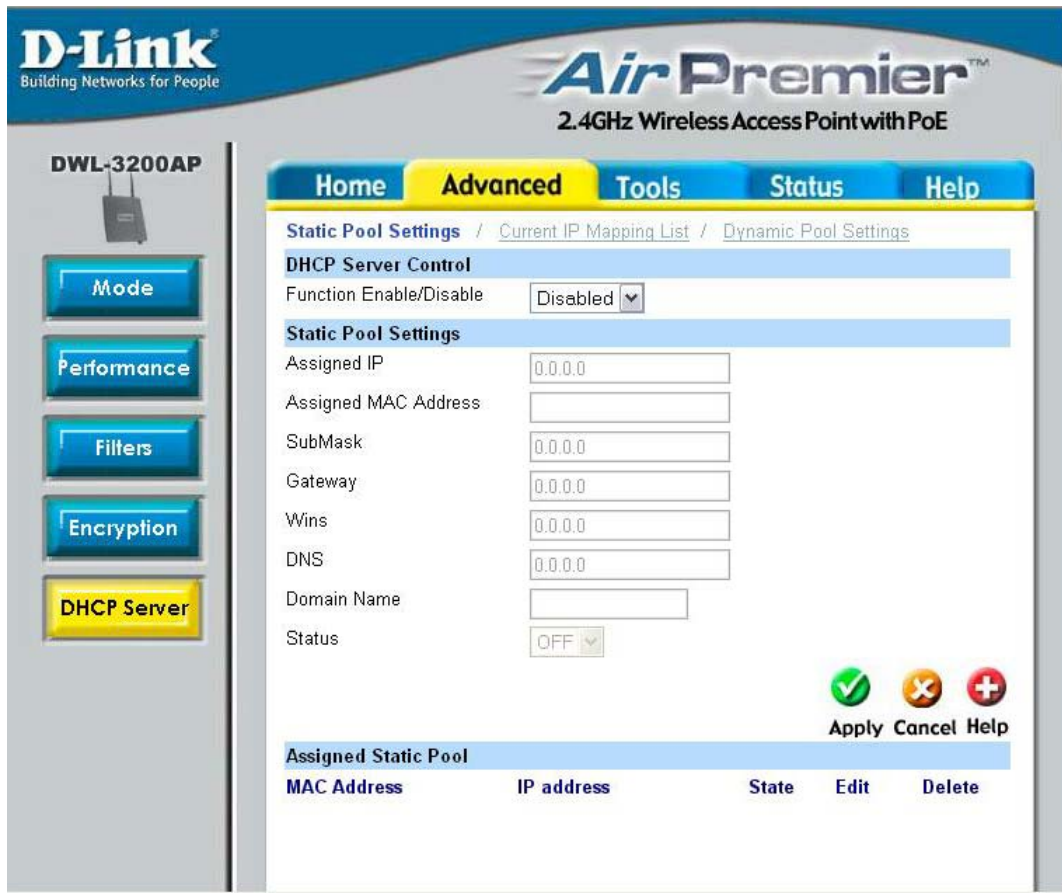 D-Link
Building Networks for People
AirPremier™
2.4GHz Wireless Access Point with PoE
DWL-3200AP
Home Advanced Tools Status Help
Static Pool Settings / Current IP Mapping List / Dynamic Pool Settings
DHCP Server Control
Function Enable/Disable Disabled
Static Pool Settings
Assigned IP 0.0.0.0
Assigned MAC Address
SubMask 0.0.0.0
Gateway 0.0.0.0
Wins 0.0.0.0
DNS 0.0.0.0
Domain Name
Status OFF
Apply Cancel Help
Assigned Static Pool
MAC Address IP address State Edit Delete
Mode
Performance
Filters
Encryption
DHCP Server